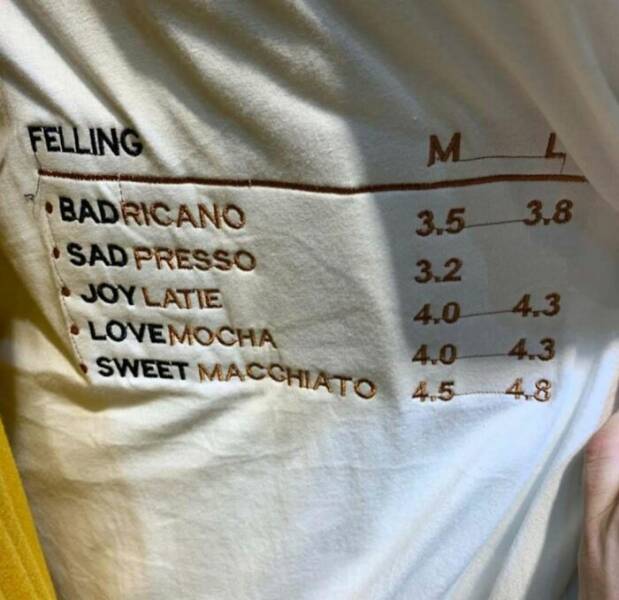 FELLING M L
• BADRICANO 3.5 3.8
• SAD PRESSO 3.2
• JOY LATIE 4.0 4.3
• LOVEMOCHA 4.0 4.3
• SWEET MACCHIATO 4.5 4.8